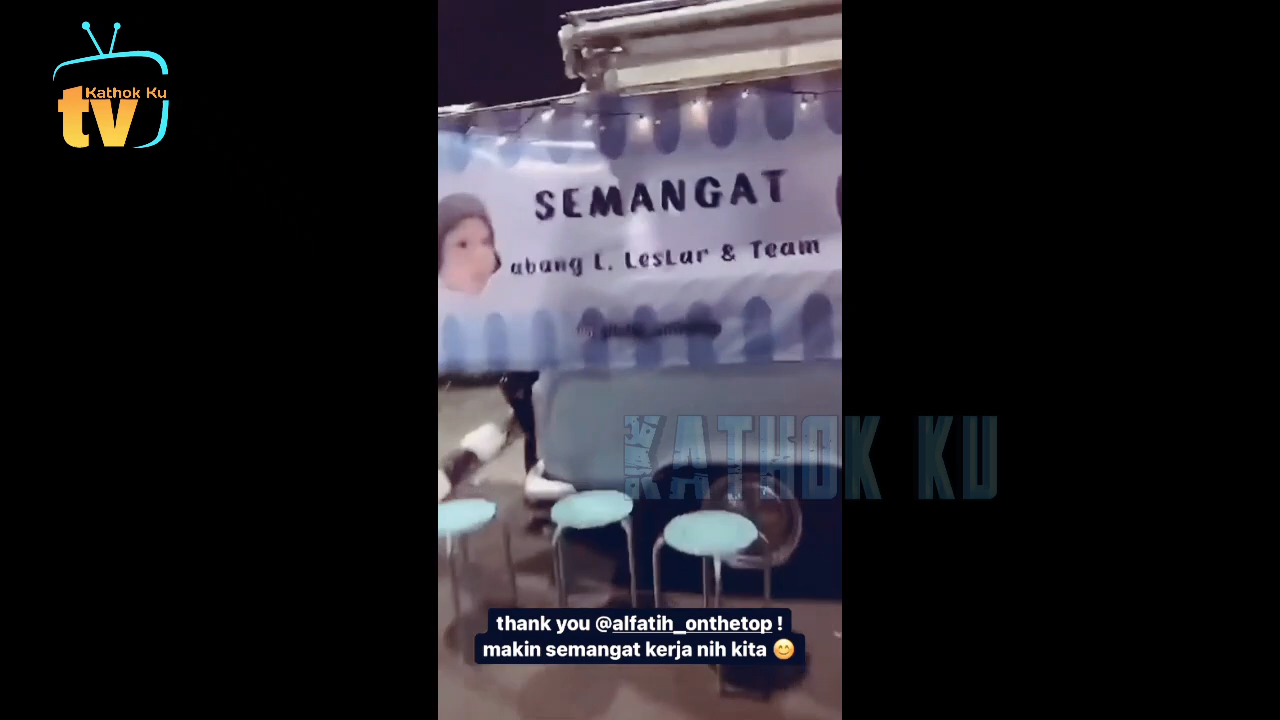 Kathok Ku
tv
SEMANGAT
abang L. LesLar & Team
KATHOK KU
thank you @alfatih_onthetop !
makin semangat kerja nih kita 😊